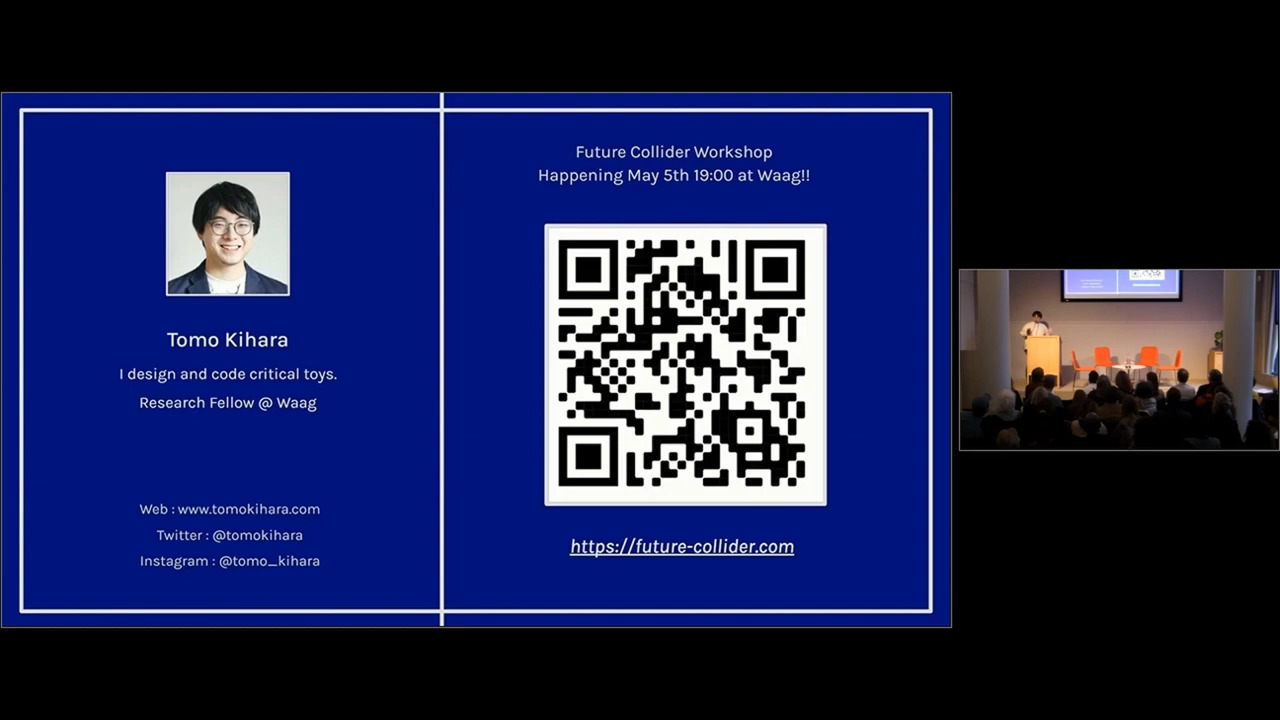 Tomo Kihara
I design and code critical toys.
Research Fellow @ Waag
Web : www.tomokihara.com
Twitter : @tomokihara
Instagram : @tomo_kihara
Future Collider Workshop
Happening May 5th 19:00 at Waag!!
https://future-collider.com